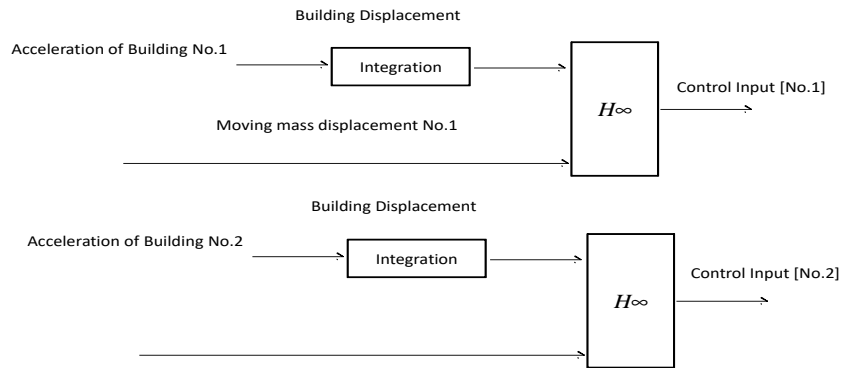 Building Displacement
Acceleration of Building No.1
Integration
Control Input [No.1]
H∞
Moving mass displacement No.1
Building Displacement
Acceleration of Building No.2
Integration
Control Input [No.2]
H∞